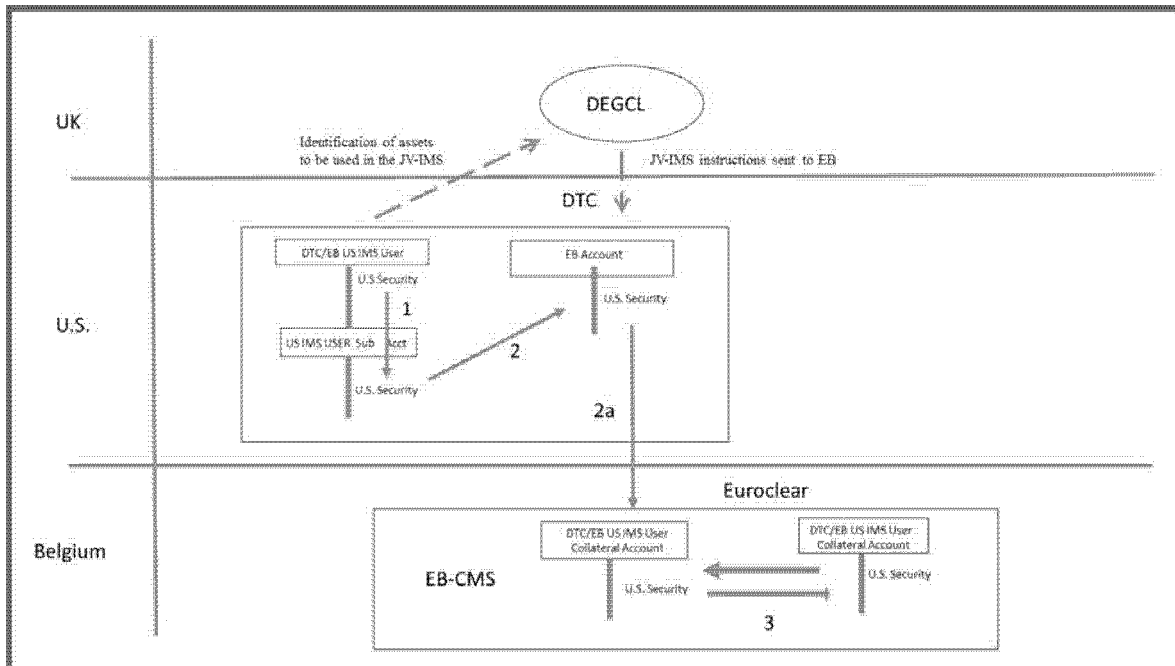 UK
DEGCL
Identification of assets
to be used in the JV-IMS
JV-IMS instructions sent to EB
DTC
U.S.
DTC/EB US IMS User
U.S Security
1
US IMS USER Sub Acct
U.S. Security
2
EB Account
U.S. Security
2a
Belgium
Euroclear
EB-CMS
DTC/EB US IMS User
Collateral Account
U.S. Security
DTC/EB US IMS User
Collateral Account
U.S. Security
3